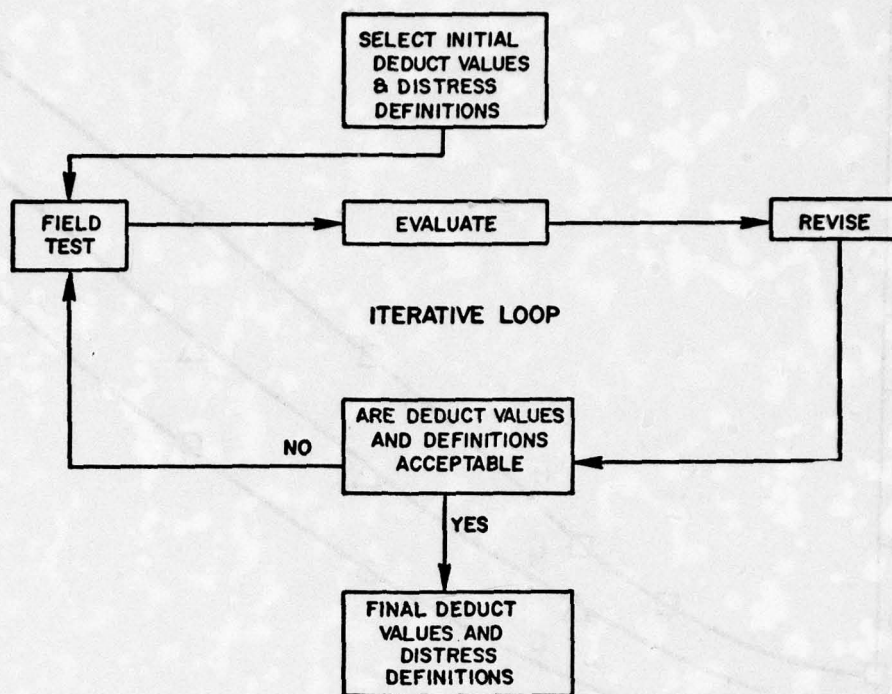 SELECT INITIAL
DEDUCT VALUES
& DISTRESS
DEFINITIONS
FIELD
TEST
EVALUATE
REVISE
ITERATIVE LOOP
ARE DEDUCT VALUES
AND DEFINITIONS
ACCEPTABLE
NO
YES
FINAL DEDUCT
VALUES AND
DISTRESS
DEFINITIONS